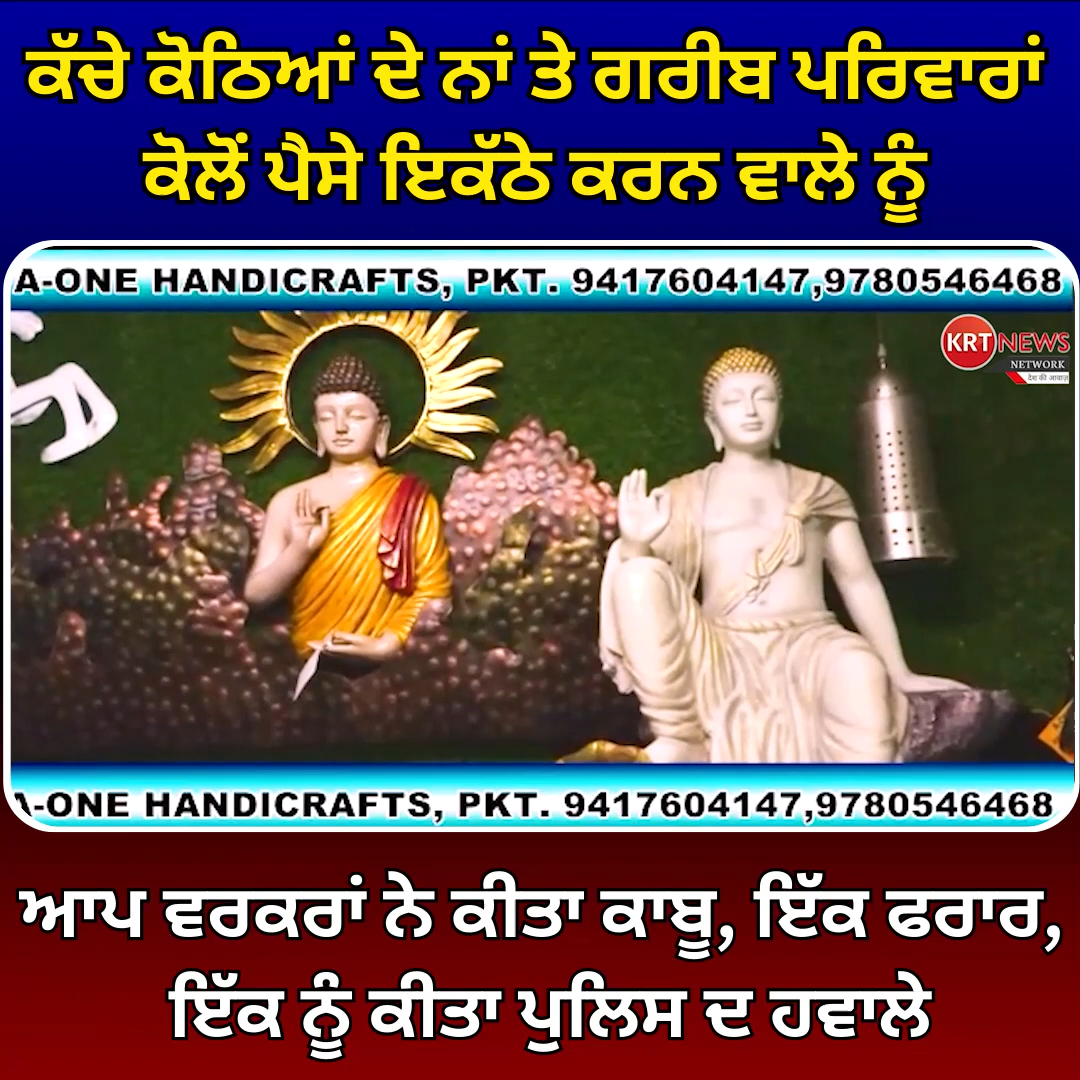 ਕੱਚੇ ਕੋਠਿਆਂ ਦੇ ਨਾਂ ਤੇ ਗਰੀਬ ਪਰਿਵਾਰਾਂ
ਕੋਲੋਂ ਪੈਸੇ ਇਕੱਠੇ ਕਰਨ ਵਾਲੇ ਨੂੰ
A-ONE HANDICRAFTS, PKT. 9417604147,9780546468
KRT NEWS
NETWORK
देश की आवाज़
A-ONE HANDICRAFTS, PKT. 9417604147,9780546468
ਆਪ ਵਰਕਰਾਂ ਨੇ ਕੀਤਾ ਕਾਬੂ, ਇੱਕ ਫਰਾਰ,
ਇੱਕ ਨੂੰ ਕੀਤਾ ਪੁਲਿਸ ਦ ਹਵਾਲੇ